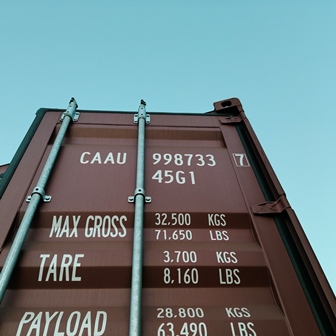 CAAU 998733 7
45G1
MAX GROSS 32,500 KGS
71,650 LBS
TARE 3,700 KGS
8,160 LBS
PAYLOAD 28,800 KGS
63,490 LBS